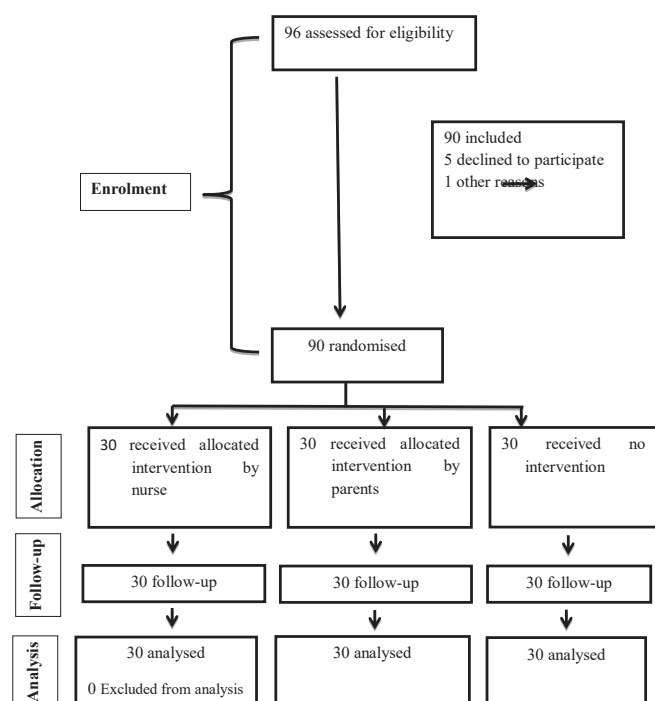 96 assessed for eligibility
90 included
5 declined to participate
1 other reasons
Enrolment
90 randomised
Allocation
30 received allocated
intervention by
nurse
30 received allocated
intervention by
parents
30 received no
intervention
Follow-up
30 follow-up
30 follow-up
30 follow-up
Analysis
30 analysed
0 Excluded from analysis
30 analysed
30 analysed